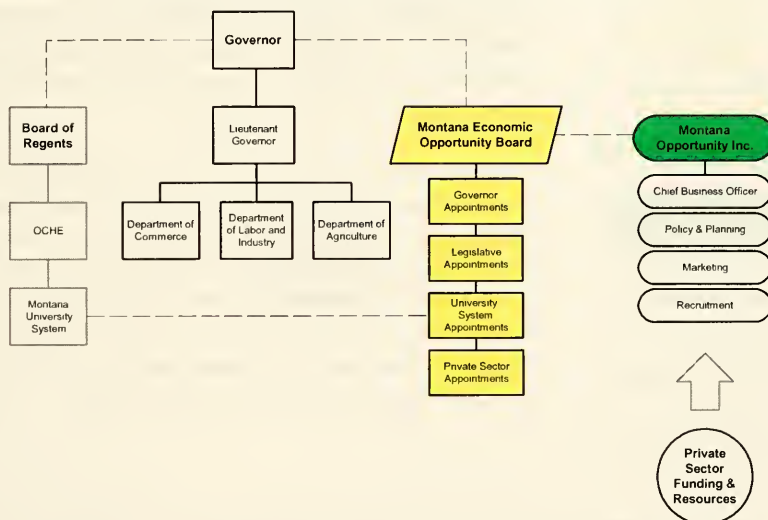 Governor
Board of
Regents
Lieutenant
Governor
Montana Economic
Opportunity Board
Montana
Opportunity Inc.
OCHE
Department of
Commerce
Department
of Labor and
Industry
Department of
Agriculture
Governor
Appointments
Chief Business Officer
Legislative
Appointments
Policy & Planning
Marketing
Montana
University
System
University
System
Appointments
Recruitment
Private Sector
Appointments
Private
Sector
Funding &
Resources